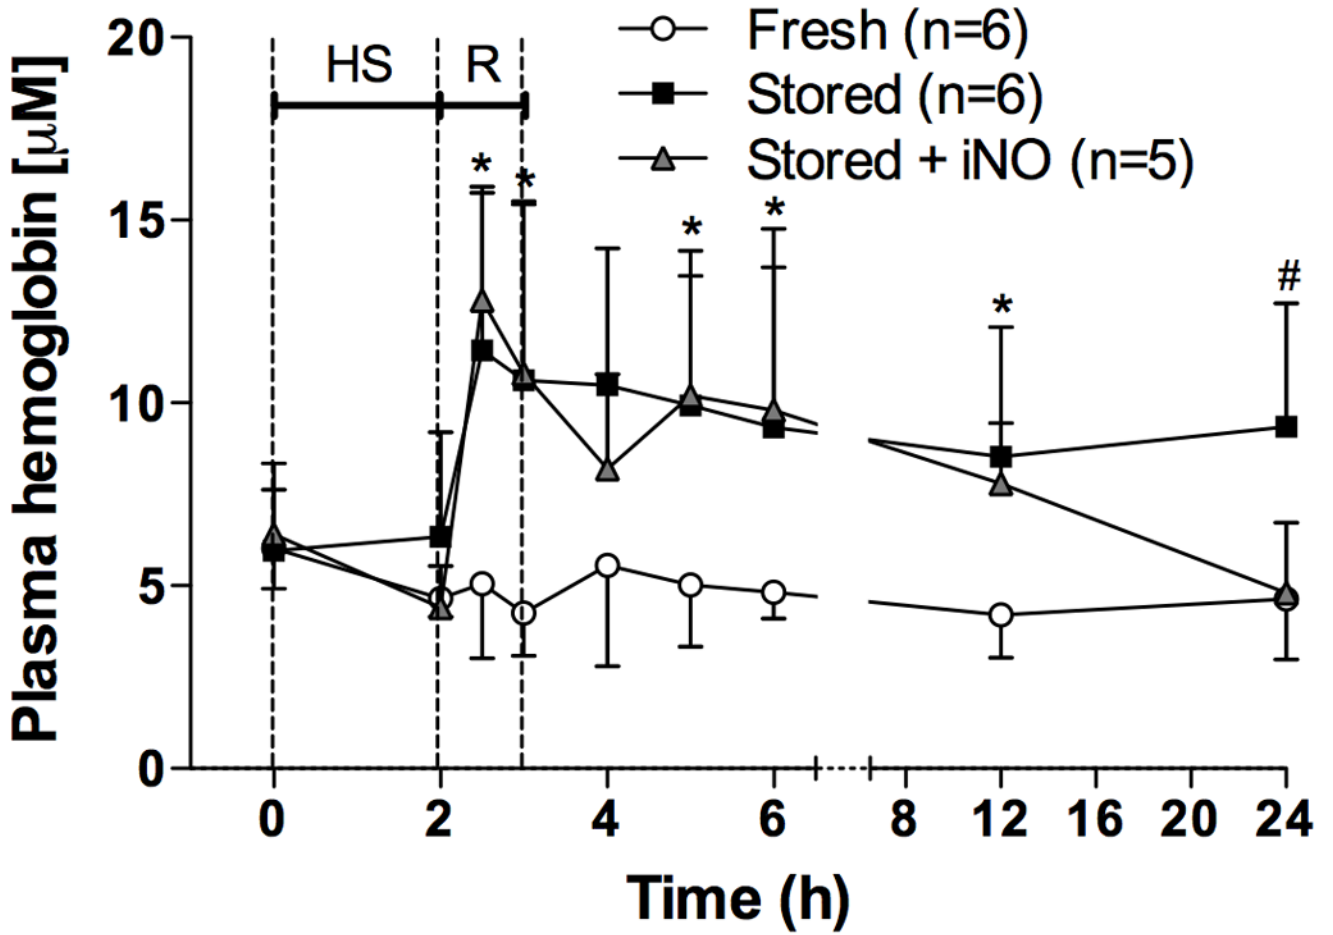 Plasma hemoglobin [μM]
20
15
10
5
0
HS
R
Fresh (n=6)
Stored (n=6)
Stored + iNO (n=5)
*
*
*
*
*
#
0 2 4 6 8 12 16 20 24
Time (h)